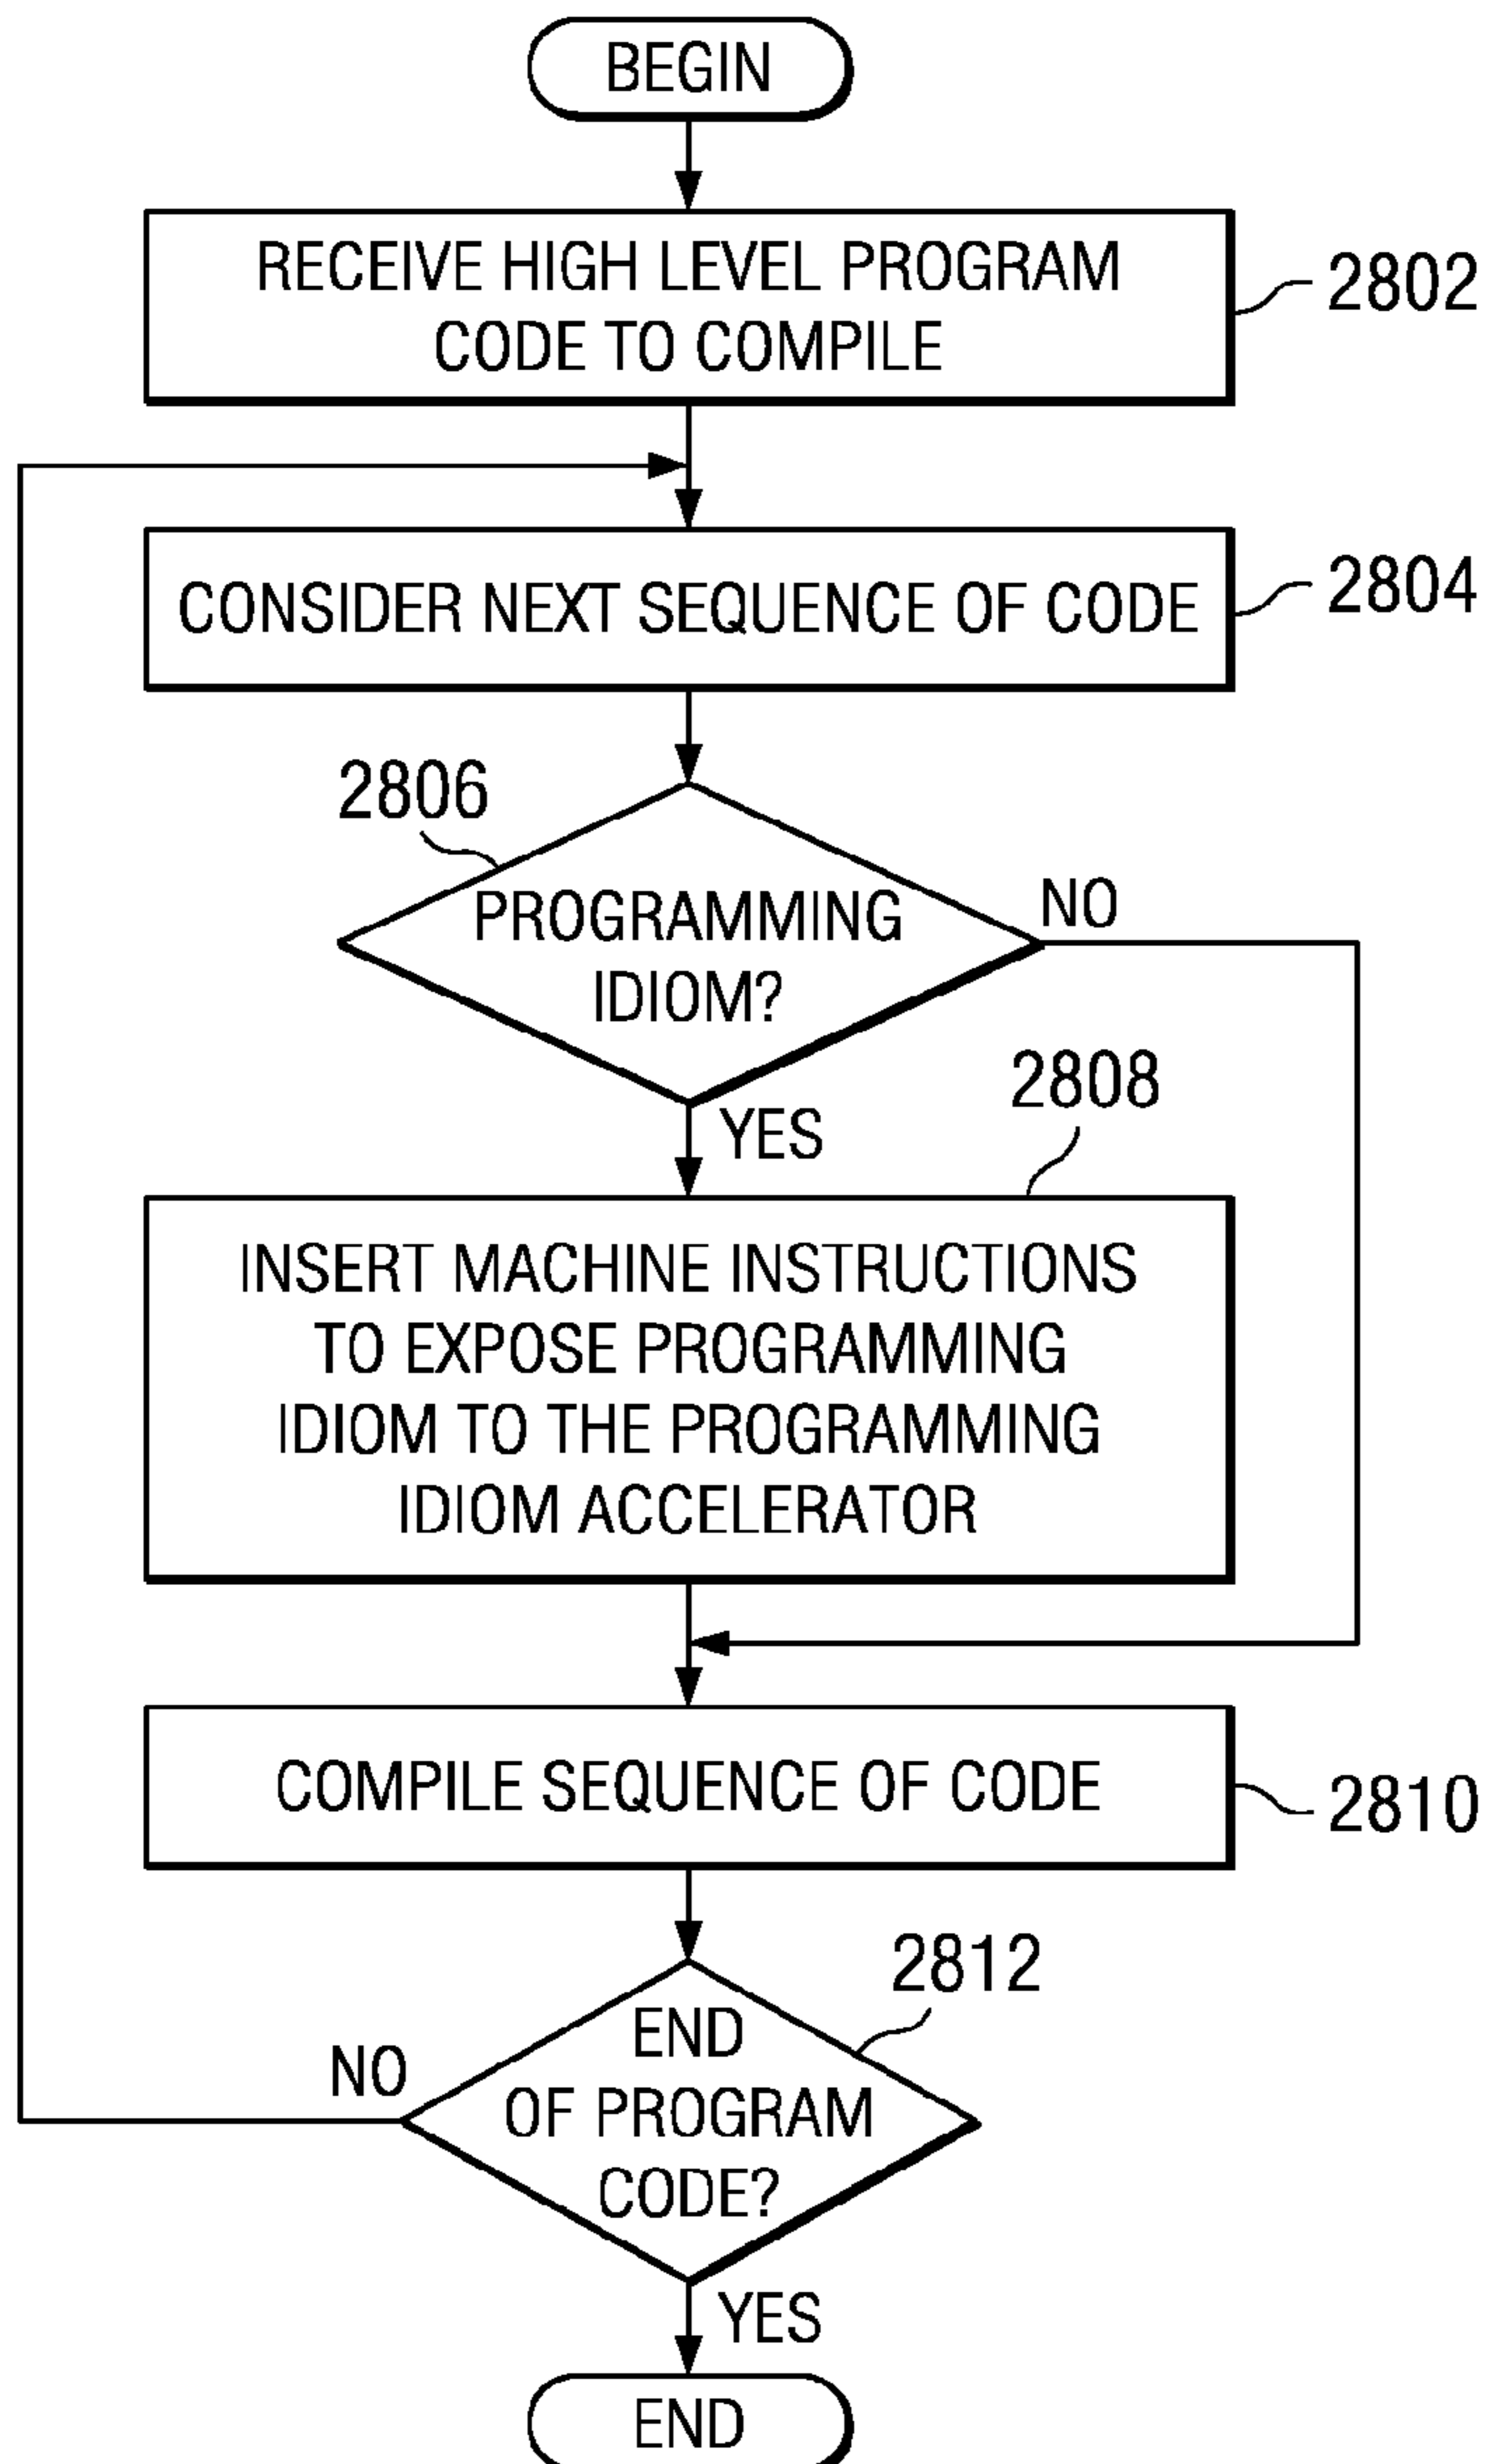 BEGIN
RECEIVE HIGH LEVEL PROGRAM
CODE TO COMPILE
2802
CONSIDER NEXT SEQUENCE OF CODE
2804
2806
PROGRAMMING
IDIOM?
NO
YES
2808
INSERT MACHINE INSTRUCTIONS
TO EXPOSE PROGRAMMING
IDIOM TO THE PROGRAMMING
IDIOM ACCELERATOR
COMPILE SEQUENCE OF CODE
2810
2812
END
OF PROGRAM
CODE?
NO
YES
END